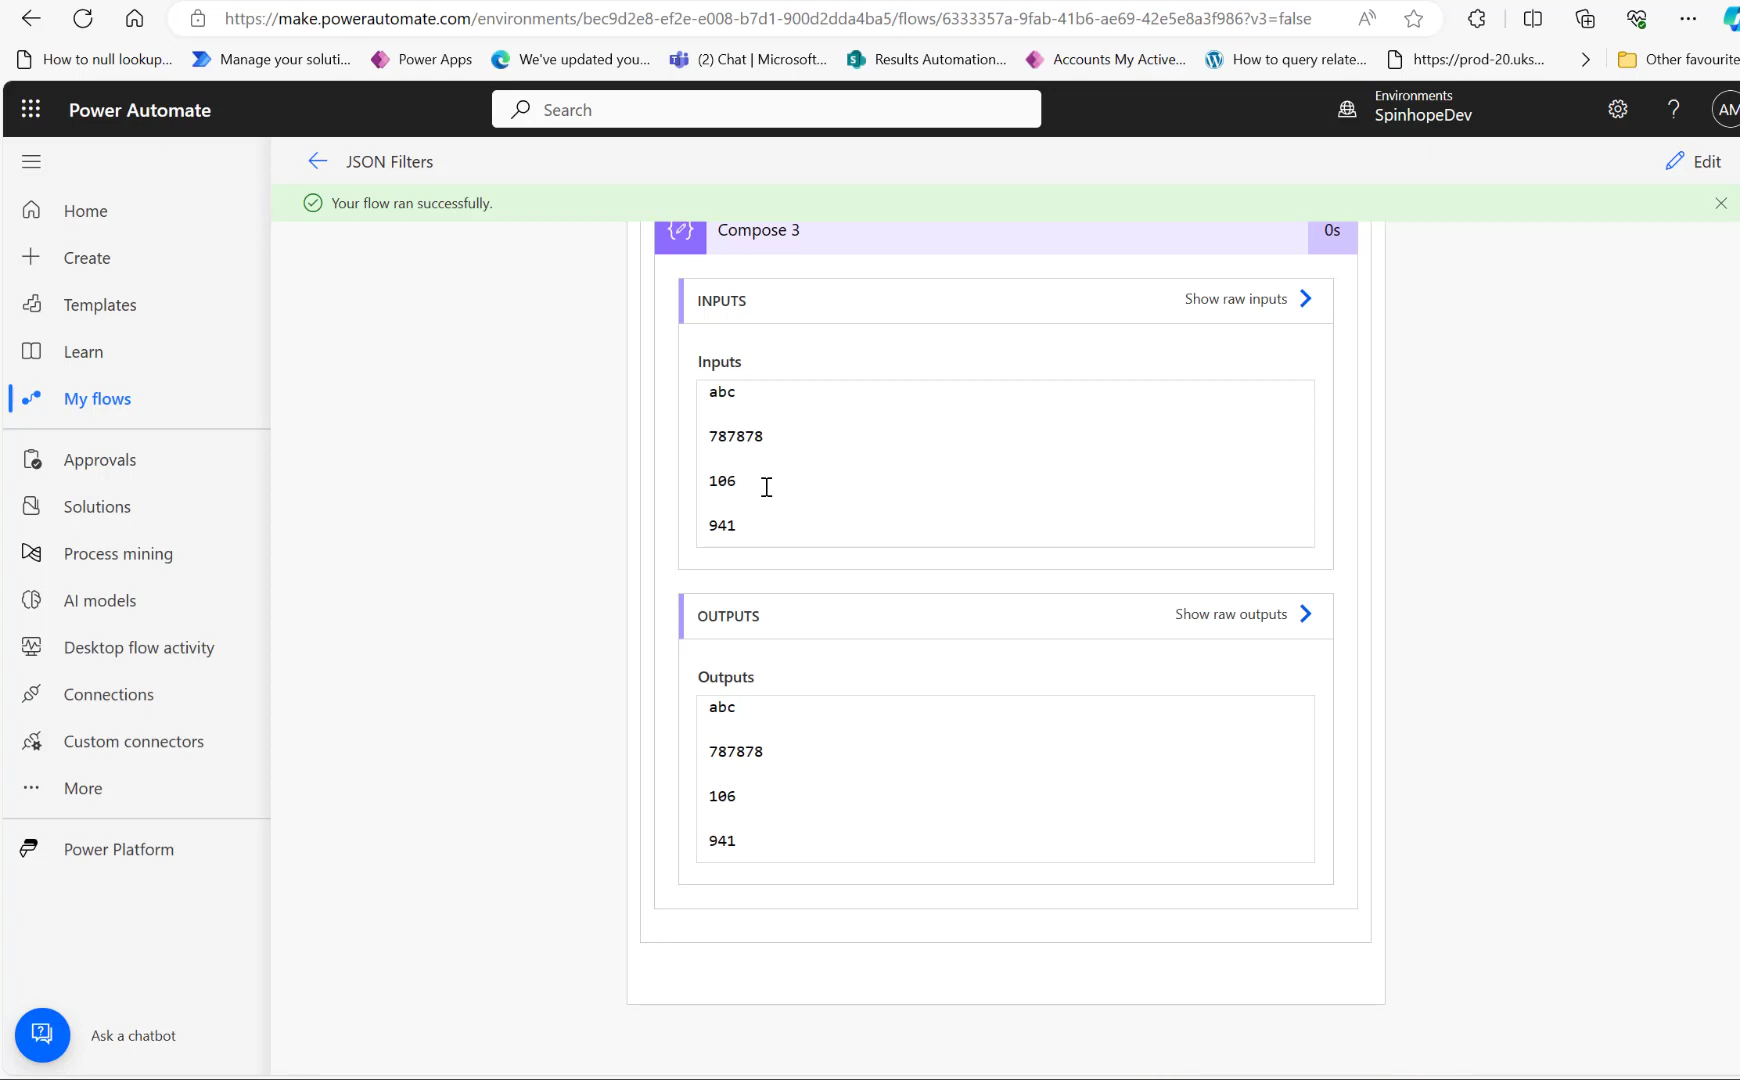 https://make.powerautomate.com/environments/bec9d2e8-ef2e-e008-b7d1-900d2dda4ba5/flows/6333357a-9fab-41b6-ae69-42e5e8a3f986?v3=false
How to null lookup...
Manage your soluti...
Power Apps
We've updated you...
(2) Chat | Microsoft...
Results Automation...
Accounts My Active...
How to query relate...
https://prod-20.uks...
Other favourite
Power Automate
Search
Environments
SpinhopeDev
AM
JSON Filters
Edit
Your flow ran successfully.
Home
Create
Templates
Learn
My flows
Approvals
Solutions
Process mining
AI models
Desktop flow activity
Connections
Custom connectors
More
Power Platform
Ask a chatbot
Compose 3
0s
INPUTS
Show raw inputs
Inputs
abc
787878
106
941
OUTPUTS
Show raw outputs
Outputs
abc
787878
106
941